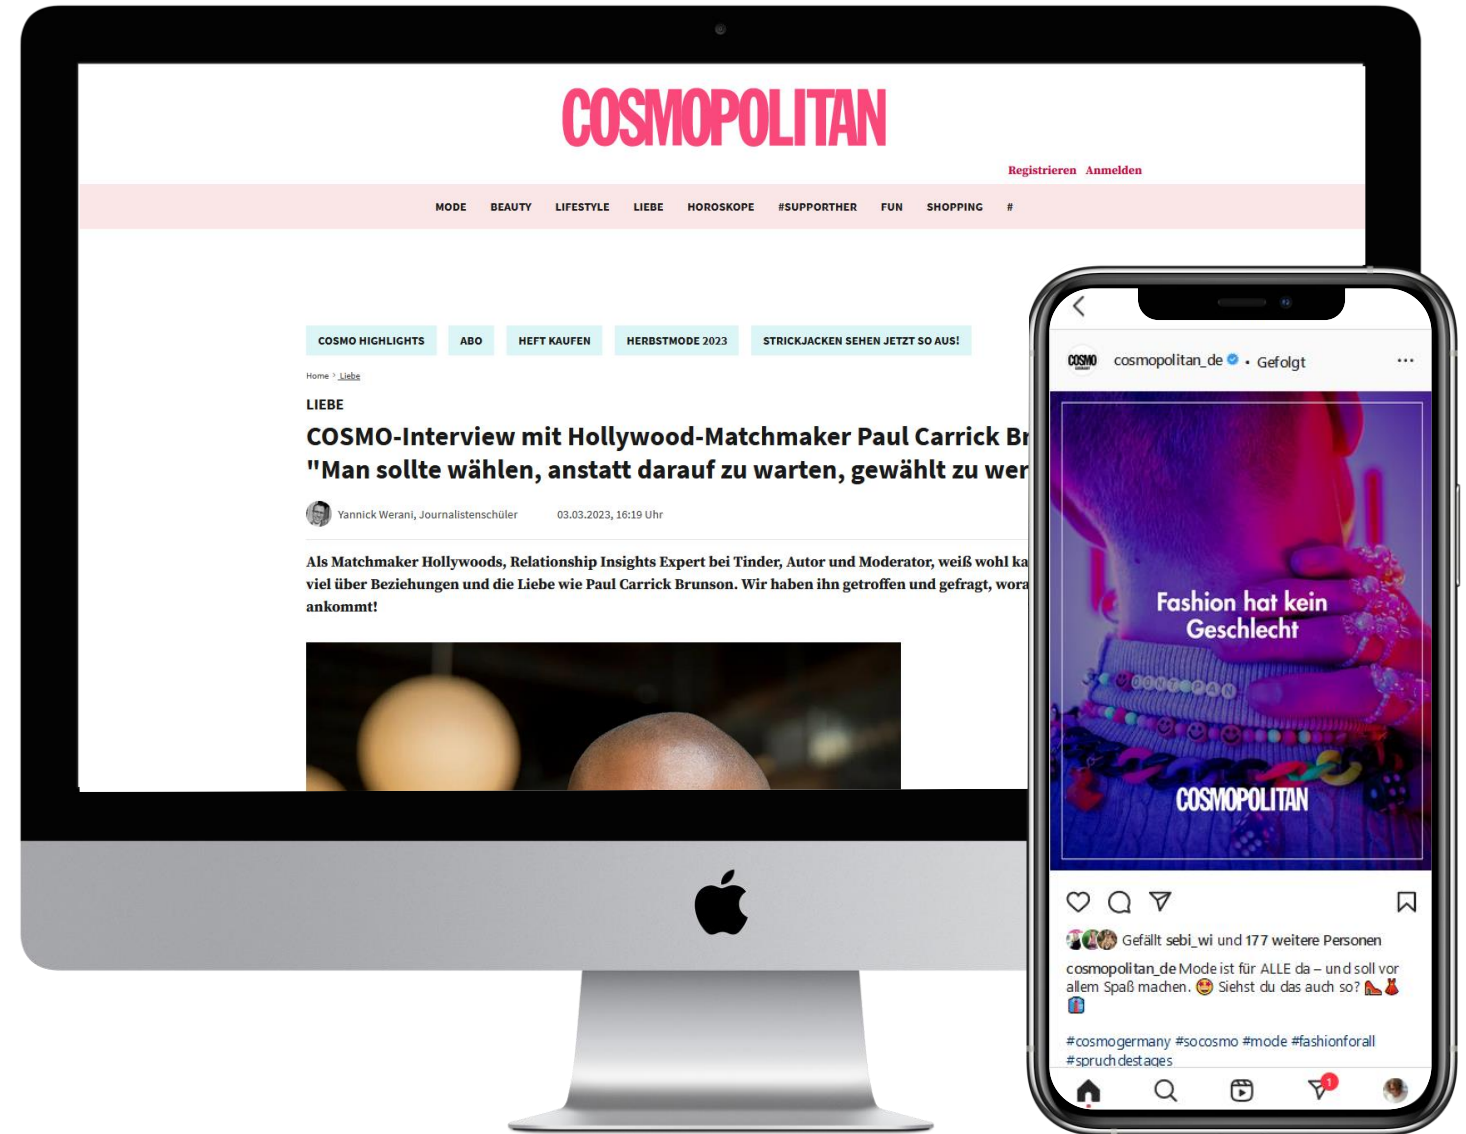 COSMOPOLITAN
Registrieren Anmelden
MODE BEAUTY LIFESTYLE LIEBE HOROSKOPE #SUPPORTHER FUN SHOPPING #
COSMO HIGHLIGHTS ABO HEFT KAUFEN HERBSTMODE 2023 STRICKJACKEN SEHEN JETZT SO AUS!
Home > Liebe
LIEBE
COSMO-Interview mit Hollywood-Matchmaker Paul Carrick Br
"Man sollte wählen, anstatt darauf zu warten, gewählt zu wer
Yannick Werani, Journalistenschüler 03.03.2023, 16:19 Uhr
Als Matchmaker Hollywoods, Relationship Insights Expert bei Tinder, Autor und Moderator, weiß wohl ka
viel über Beziehungen und die Liebe wie Paul Carrick Brunson. Wir haben ihn getroffen und gefragt, wora
ankommt!
COSMO
cosmopolitan_de • Gefolgt
Fashion hat kein
Geschlecht
DONT PAN
COSMOPOLITAN
Gefällt sebi_wi und 177 weitere Personen
cosmopolitan_de Mode ist für ALLE da – und soll vor
allem Spaß machen. 🤩 Siehst du das auch so? 👠👗
👔
#cosmogermany #socosmo #mode #fashionforall
#spruchdestages
1